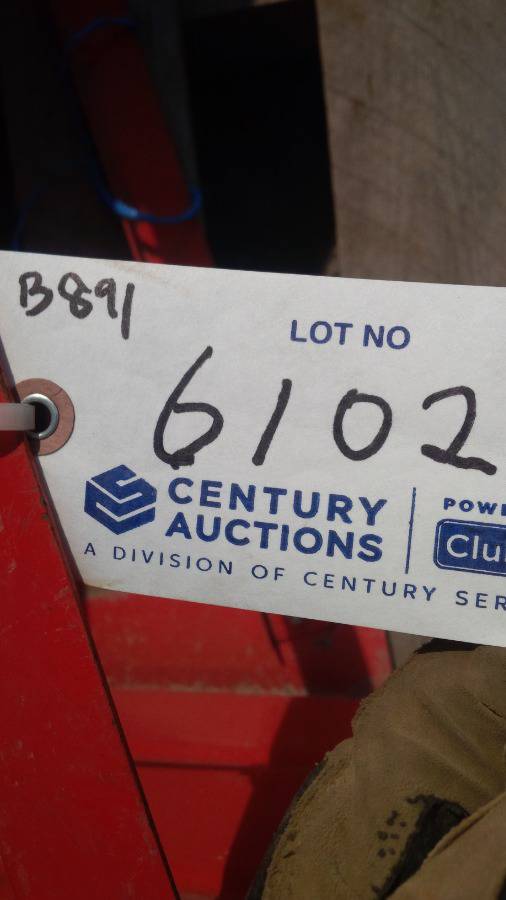 B891
LOT NO
6102
CENTURY
AUCTIONS
POWE
Clu
A DIVISION OF CENTURY SER